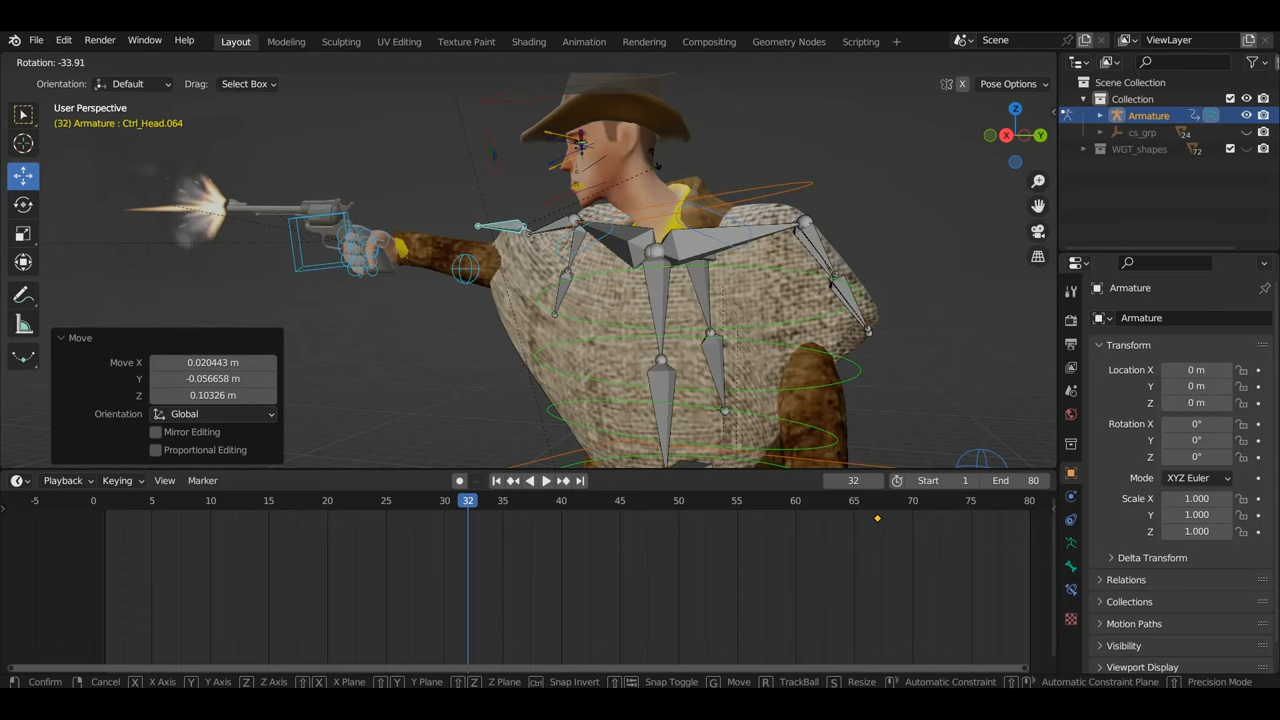 File Edit Render Window Help Layout Modeling Sculpting UV Editing Texture Paint Shading Animation Rendering Compositing Geometry Nodes Scripting + Scene ViewLayer
Rotation: -33.91
Orientation: Default Drag: Select Box X Pose Options
User Perspective
(32) Armature : Ctrl_Head.064
Z
X Y
Scene Collection
Collection
Armature
cs_grp 24
WGT_shapes 72
Move
Move X 0.020443 m
Y -0.056658 m
Z 0.10326 m
Orientation Global
Mirror Editing
Proportional Editing
Armature
Armature
Transform
Location X 0 m
Y 0 m
Z 0 m
Rotation X 0°
Y 0°
Z 0°
Mode XYZ Euler
Scale X 1.000
Y 1.000
Z 1.000
Delta Transform
Relations
Collections
Motion Paths
Visibility
Viewport Display
Playback Keying View Marker 32 Start 1 End 80
-5 0 5 10 15 20 25 30 32 35 40 45 50 55 60 65 70 75 80
Confirm Cancel X X Axis Y Y Axis Z Z Axis X X Plane Y Y Plane Z Z Plane Ctrl Snap Invert Snap Toggle G Move R TrackBall S Resize Automatic Constraint Automatic Constraint Plane Precision Mode